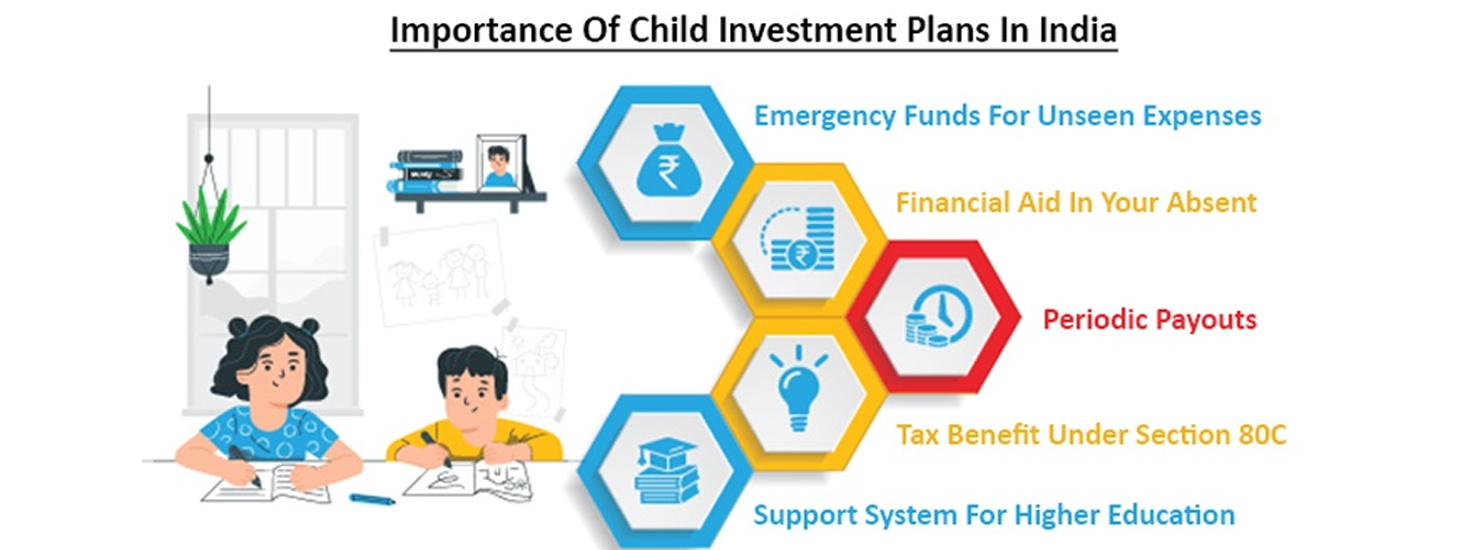 Importance Of Child Investment Plans In India
Emergency Funds For Unseen Expenses
Financial Aid In Your Absent
Periodic Payouts
Tax Benefit Under Section 80C
Support System For Higher Education